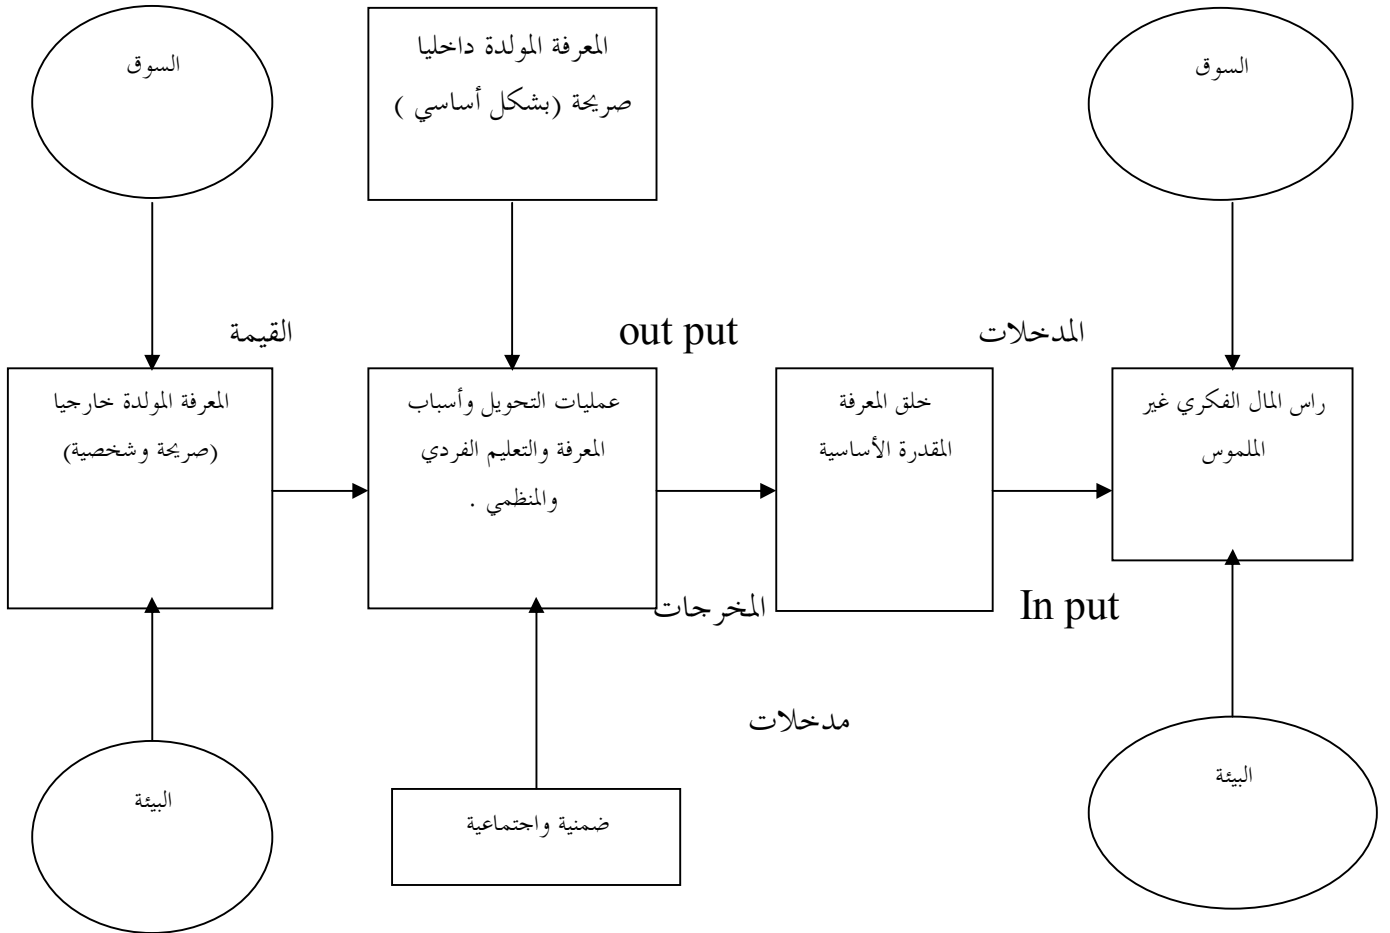 السوق
المعرفة المولدة داخليا
صريحة (بشكل أساسي )
السوق
القيمة
out put
المدخلات
المعرفة المولدة خارجيا
(صريحة وشخصية)
عمليات التحويل وأسباب
المعرفة والتعليم الفردي
والمنظمي .
خلق المعرفة
المقدرة الأساسية
راس المال الفكري غير
الملموس
المخرجات
In put
مدخلات
البيئة
ضمنية واجتماعية
البيئة